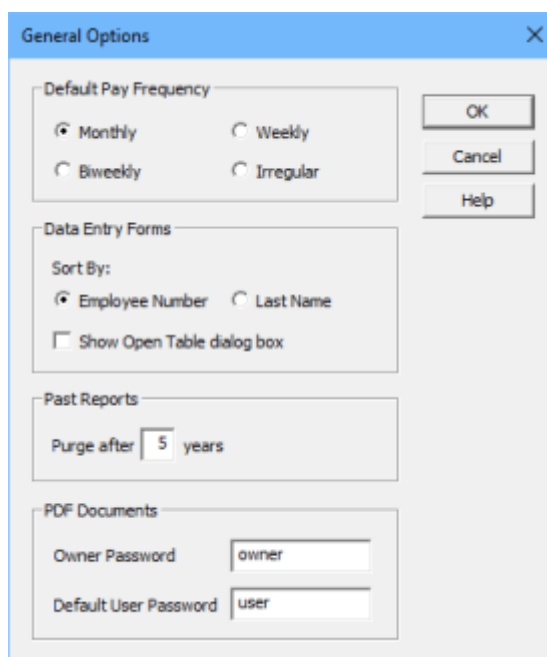 General Options
Default Pay Frequency
Monthly Weekly
Biweekly Irregular
OK
Cancel
Help
Data Entry Forms
Sort By:
Employee Number Last Name
Show Open Table dialog box
Past Reports
Purge after 5 years
PDF Documents
Owner Password owner
Default User Password user